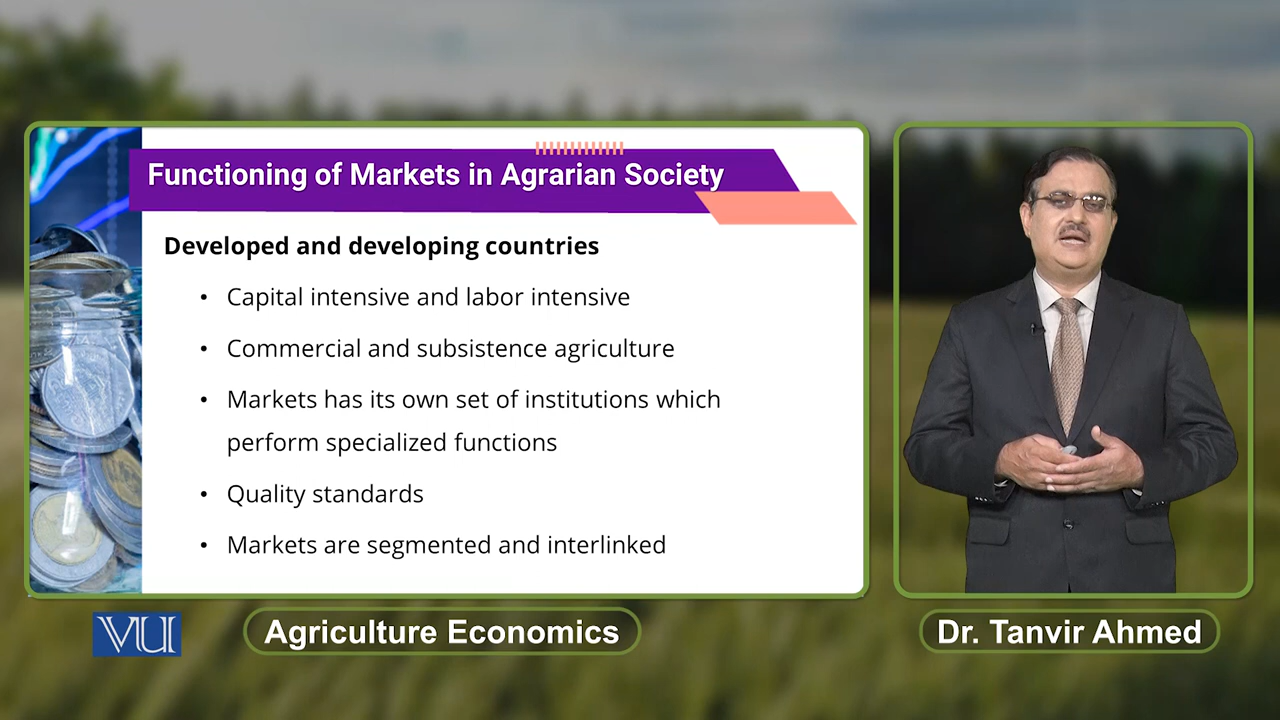 Functioning of Markets in Agrarian Society
Developed and developing countries
• Capital intensive and labor intensive
• Commercial and subsistence agriculture
• Markets has its own set of institutions which
perform specialized functions
• Quality standards
• Markets are segmented and interlinked
VU
Agriculture Economics
Dr. Tanvir Ahmed